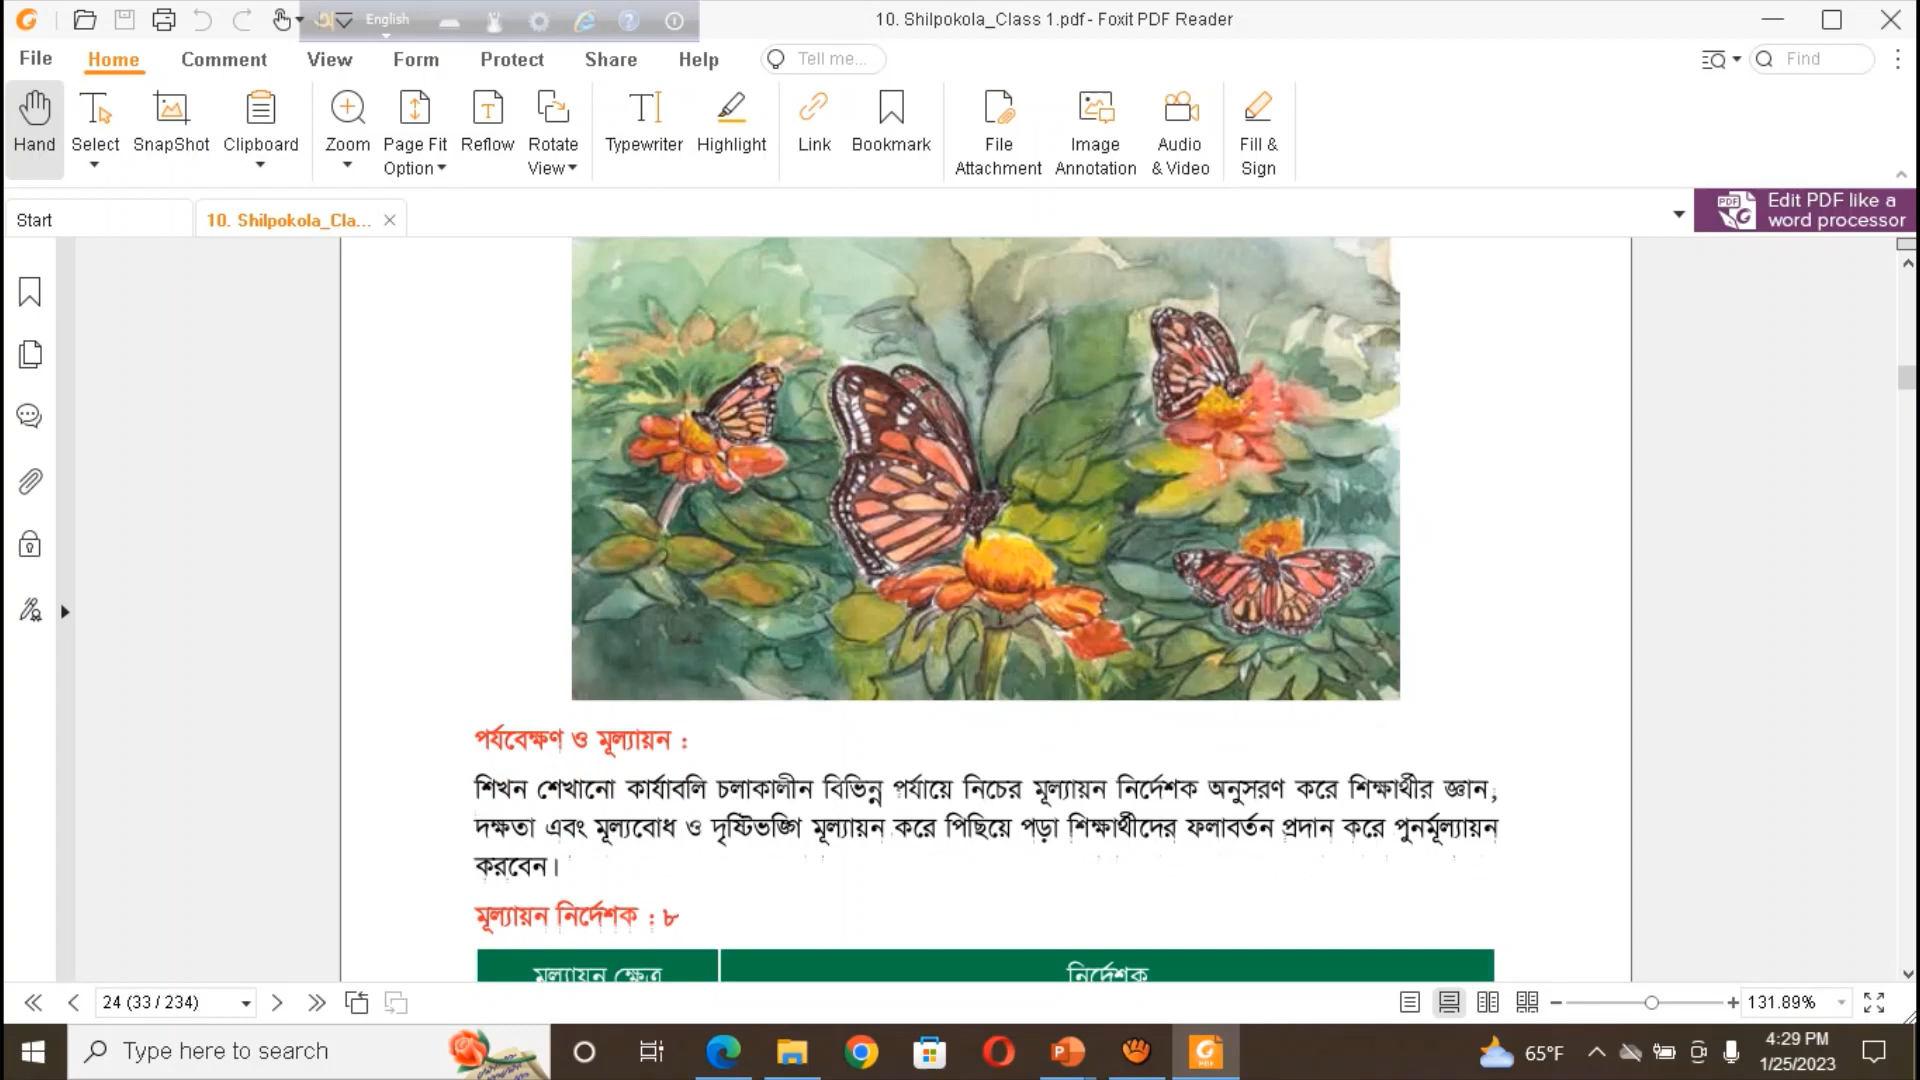 English
10. Shilpokola_Class 1.pdf - Foxit PDF Reader
File Home Comment View Form Protect Share Help Tell me... Find
Hand Select SnapShot Clipboard Zoom Page Fit Option Reflow Rotate View Typewriter Highlight Link Bookmark File Attachment Image Annotation Audio & Video Fill & Sign
Start 10. Shilpokola_Cla...
Edit PDF like a
word processor
পর্যবেক্ষণ ও মূল্যায়ন :
শিখন শেখানো কার্যাবলি চলাকালীন বিভিন্ন পর্যায়ে নিচের মূল্যায়ন নির্দেশক অনুসরণ করে শিক্ষার্থীর জ্ঞান,
দক্ষতা এবং মূল্যবোধ ও দৃষ্টিভঙ্গি মূল্যায়ন করে পিছিয়ে পড়া শিক্ষার্থীদের ফলাবর্তন প্রদান করে পুনর্মূল্যায়ন
করবেন।
মূল্যায়ন নির্দেশক : ৮
মূল্যায়ন ক্ষেত্র নির্দেশক
24 (33 / 234) 131.89%
Type here to search 65°F 4:29 PM
1/25/2023